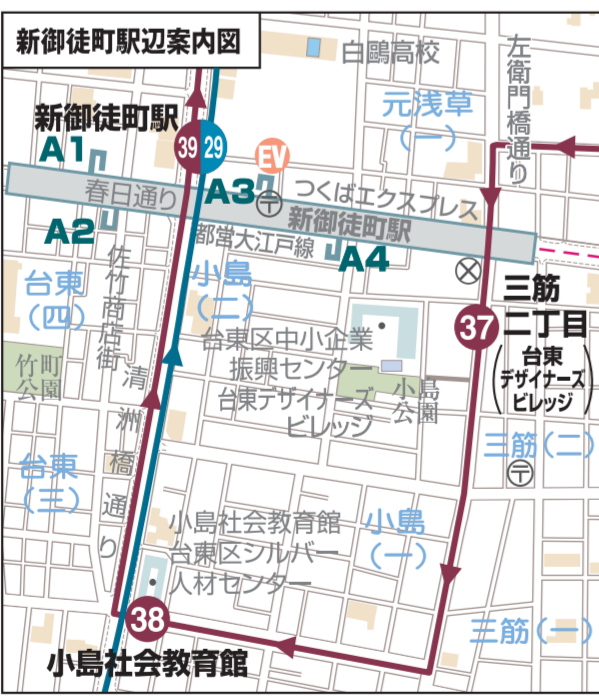 新御徒町駅辺案内図
白鷗高校
左衛門橋通り
元浅草
(一)
新御徒町駅
39 29
EV
A1
A3
〒
つくばエクスプレス
春日通り
新御徒町駅
A2
都営大江戸線
A4
佐竹商店街
台東
(四)
小島
(二)
37
三筋
二丁目
(台東
デザイナーズ
ビレッジ)
台東区中小企業
振興センター
台東デザイナーズ
ビレッジ
竹町
公園
小島
公園
清洲橋通り
三筋(二)
〒
台東
(三)
小島社会教育館
台東区シルバー
人材センター
小島
(一)
38
小島社会教育館
三筋(一)